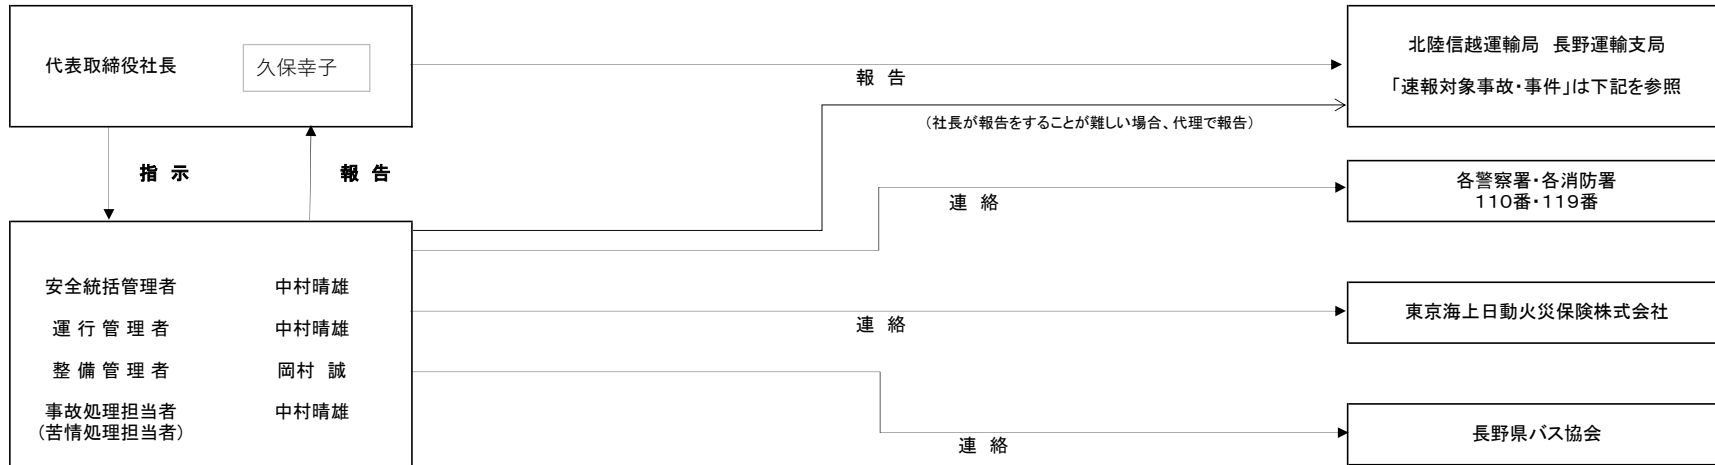 代表取締役社長 久保幸子
報 告
(社長が報告をすることが難しい場合、代理で報告)
北陸信越運輸局 長野運輸支局
「速報対象事故・事件」は下記を参照
指 示
報 告
連 絡
各警察署・各消防署
110番・119番
安全統括管理者 中村晴雄
運 行 管 理 者 中村晴雄
整 備 管 理 者 岡村 誠
事故処理担当者 中村晴雄
(苦情処理担当者)
連 絡
東京海上日動火災保険株式会社
連 絡
長野県バス協会